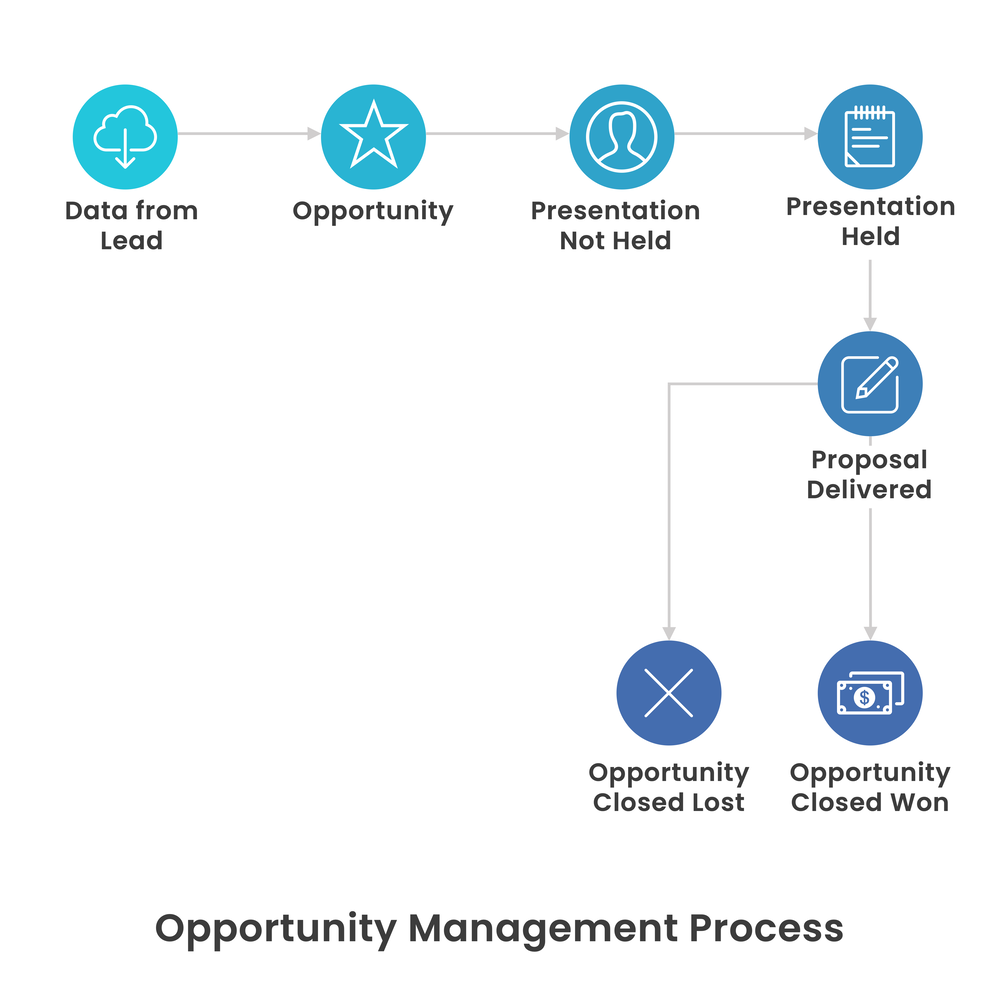 Data from
Lead
Opportunity
Presentation
Not Held
Presentation
Held
Proposal
Delivered
$
Opportunity
Closed Lost
Opportunity
Closed Won
Opportunity Management Process